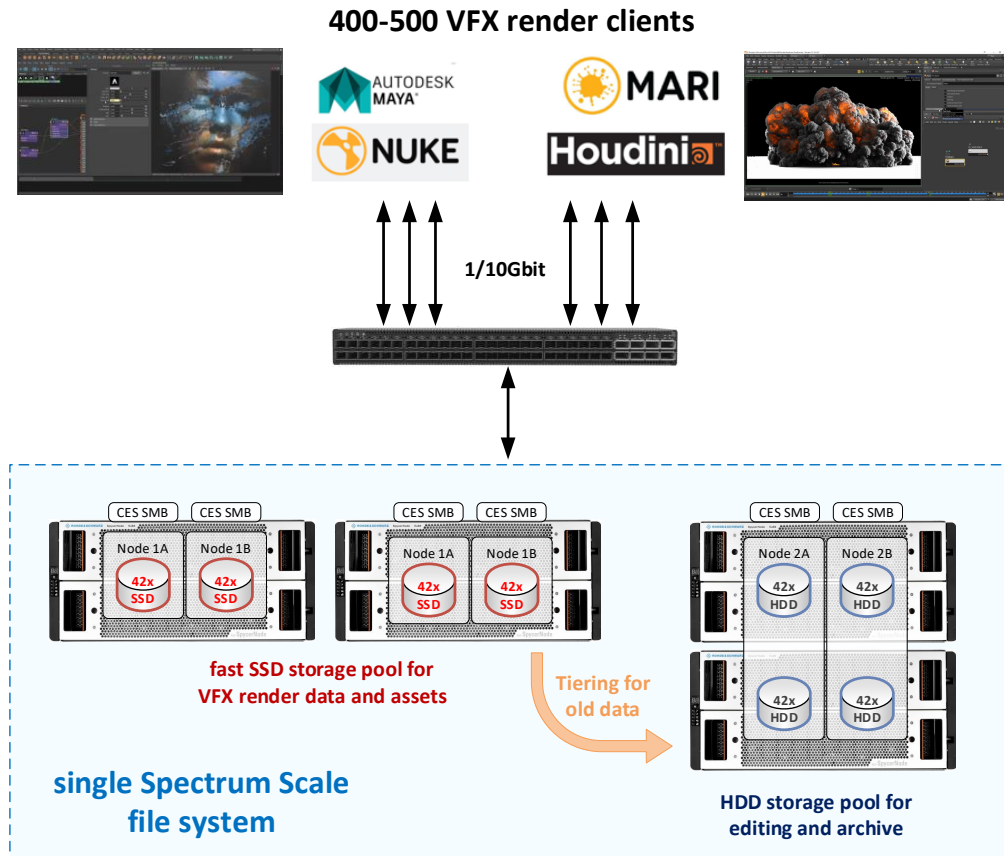 400-500 VFX render clients
AUTODESK
MAYA
MARI
NUKE
Houdini
1/10Gbit
CES SMB CES SMB CES SMB CES SMB CES SMB CES SMB
Node 1A Node 1B Node 1A Node 1B Node 2A Node 2B
42x 42x 42x 42x 42x 42x
SSD SSD SSD SSD HDD HDD
fast SSD storage pool for
VFX render data and assets
Tiering for
old data
42x 42x
HDD HDD
single Spectrum Scale
file system
HDD storage pool for
editing and archive